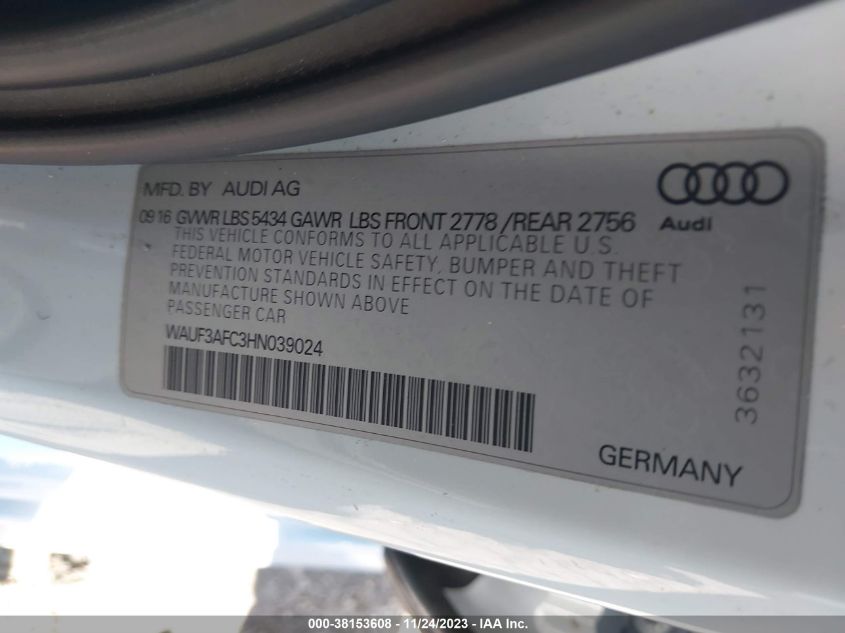 MFD. BY AUDI AG
09 16 GVWR LBS 5434 GAWR LBS FRONT 2778 /REAR 2756
THIS VEHICLE CONFORMS TO ALL APPLICABLE U.S.
FEDERAL MOTOR VEHICLE SAFETY, BUMPER AND THEFT
PREVENTION STANDARDS IN EFFECT ON THE DATE OF
MANUFACTURE SHOWN ABOVE
PASSENGER CAR
WAUF3AFC3HN039024
Audi
3632131
GERMANY
000-38153608 - 11/24/2023 - IAA Inc.